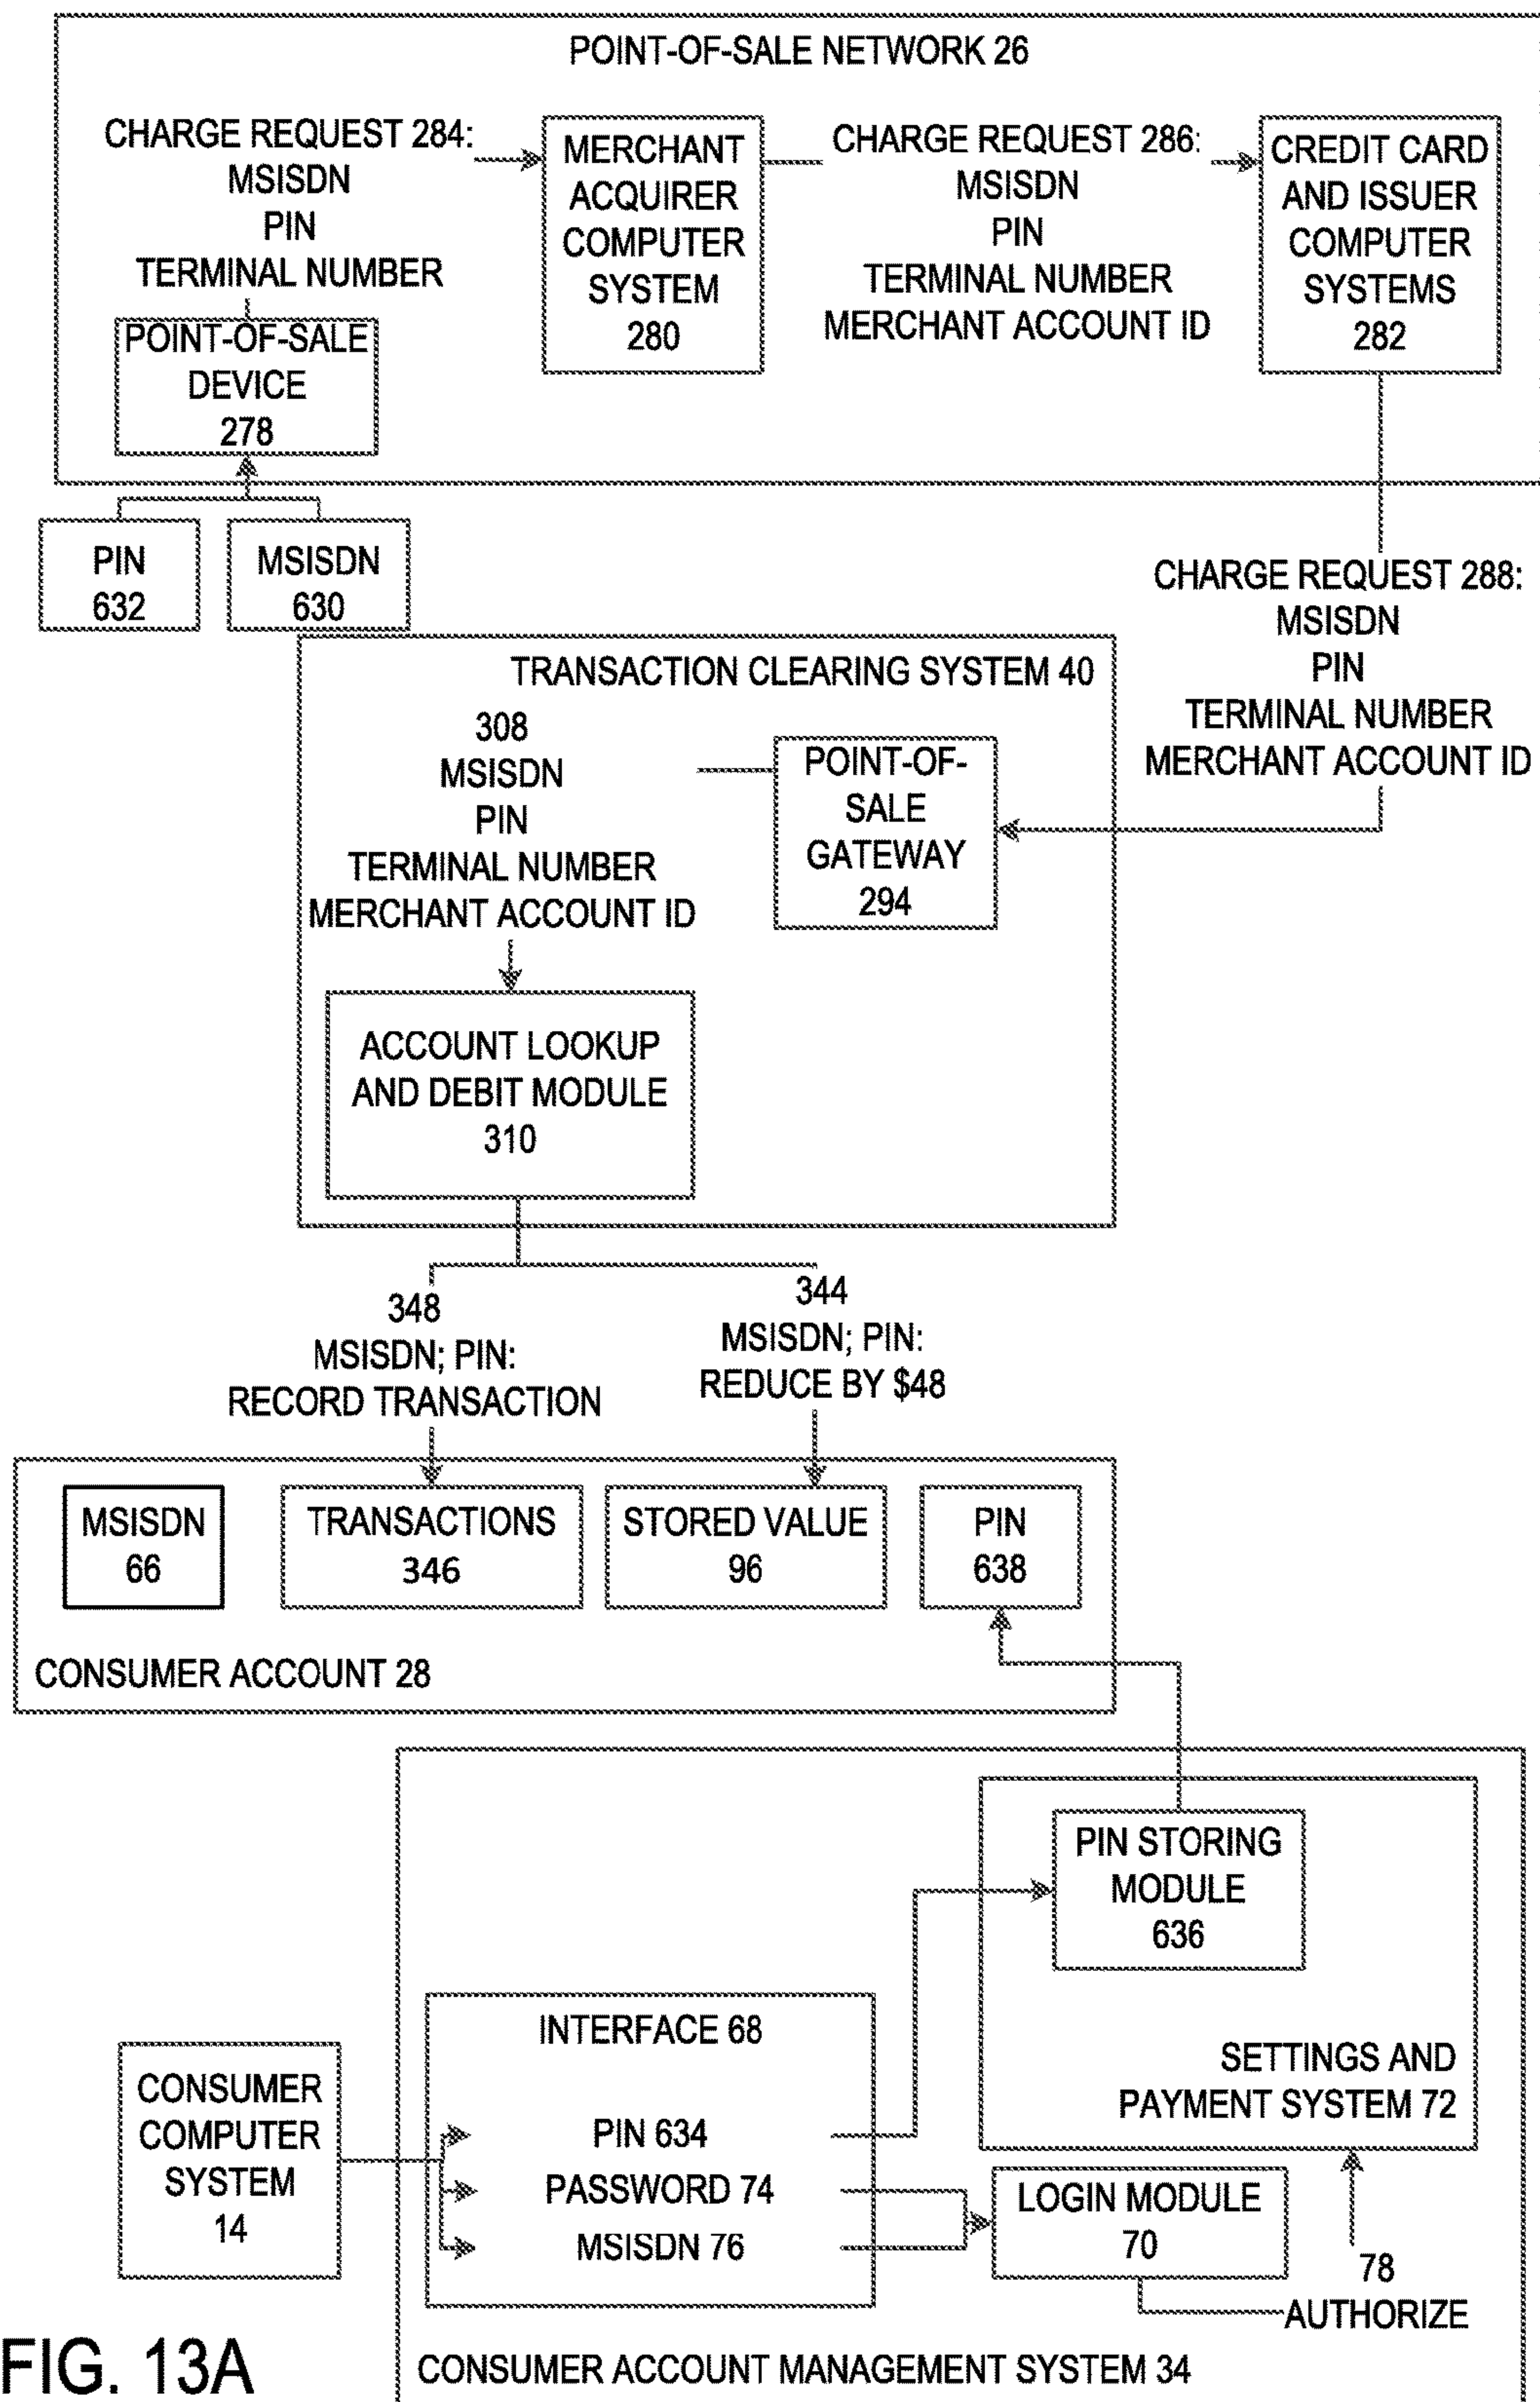 POINT-OF-SALE NETWORK 26
CHARGE REQUEST 284:
MSISDN
PIN
TERMINAL NUMBER
MERCHANT
ACQUIRER
COMPUTER
SYSTEM
280
CHARGE REQUEST 286:
MSISDN
PIN
TERMINAL NUMBER
MERCHANT ACCOUNT ID
CREDIT CARD
AND ISSUER
COMPUTER
SYSTEMS
282
POINT-OF-SALE
DEVICE
278
PIN
632
MSISDN
630
CHARGE REQUEST 288:
MSISDN
PIN
TERMINAL NUMBER
MERCHANT ACCOUNT ID
TRANSACTION CLEARING SYSTEM 40
308
MSISDN
PIN
TERMINAL NUMBER
MERCHANT ACCOUNT ID
POINT-OF-
SALE
GATEWAY
294
ACCOUNT LOOKUP
AND DEBIT MODULE
310
348
MSISDN; PIN:
RECORD TRANSACTION
344
MSISDN; PIN:
REDUCE BY $48
MSISDN
66
TRANSACTIONS
346
STORED VALUE
96
PIN
638
CONSUMER ACCOUNT 28
PIN STORING
MODULE
636
SETTINGS AND
PAYMENT SYSTEM 72
INTERFACE 68
CONSUMER
COMPUTER
SYSTEM
14
PIN 634
PASSWORD 74
MSISDN 76
LOGIN MODULE
70
78
AUTHORIZE
CONSUMER ACCOUNT MANAGEMENT SYSTEM 34
FIG. 13A